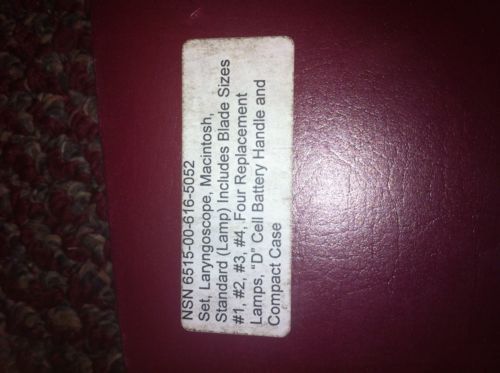 NSN 6515-00-616-5052
Set, Laryngoscope, Macintosh,
Standard (Lamp) Includes Blade Sizes
#1, #2, #3, #4, Four Replacement
Lamps, "D" Cell Battery Handle and
Compact Case